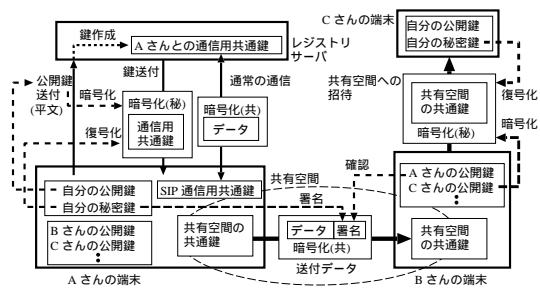 Cさんの端末
自分の公開鍵
自分の秘密鍵
鍵作成
Aさんとの通信用共通鍵
レジストリ
サーバ
鍵送付
通常の通信
公開鍵
送付
(平文)
暗号化
復号化
暗号化(秘)
通信用
共通鍵
暗号化(共)
データ
共有空間への
招待
復号化
共有空間
の共通鍵
暗号化(秘)
暗号化
自分の公開鍵
自分の秘密鍵
SIP 通信用共通鍵
共有空間
署名
確認
Aさんの公開鍵
Cさんの公開鍵
⋮
Bさんの公開鍵
Cさんの公開鍵
⋮
共有空間の
共通鍵
データ 署名
暗号化(共)
送付データ
共有空間
の共通鍵
Aさんの端末
Bさんの端末